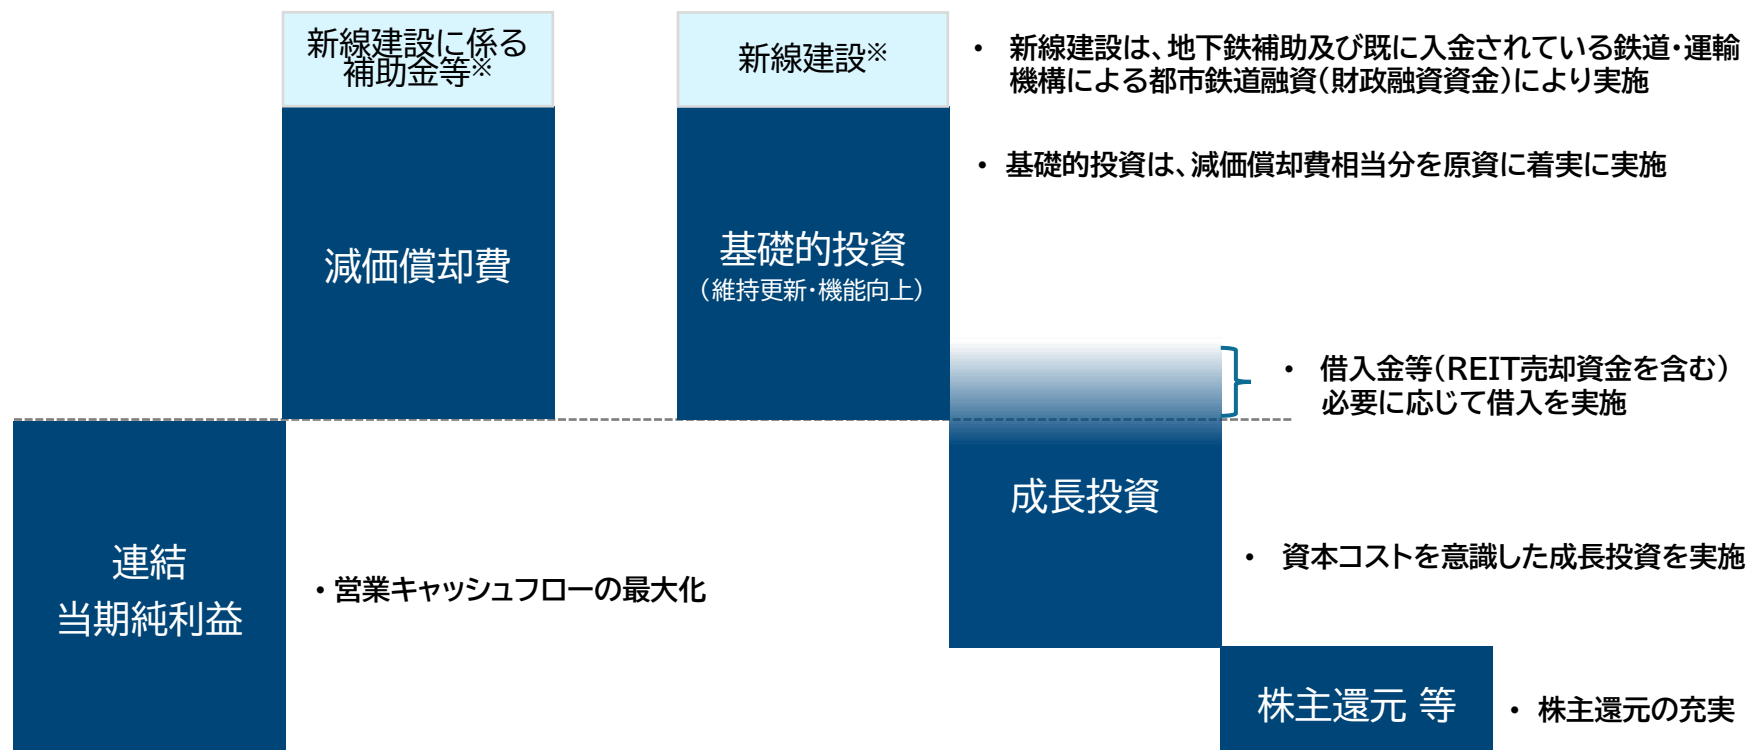 新線建設に係る
補助金等※
新線建設※
• 新線建設は、地下鉄補助及び既に入金されている鉄道・運輸
機構による都市鉄道融資（財政融資資金）により実施
• 基礎的投資は、減価償却費相当分を原資に着実に実施
減価償却費
基礎的投資
（維持更新・機能向上）
• 借入金等（REIT売却資金を含む）
必要に応じて借入を実施
成長投資
• 資本コストを意識した成長投資を実施
連結
当期純利益
・営業キャッシュフローの最大化
株主還元 等
• 株主還元の充実